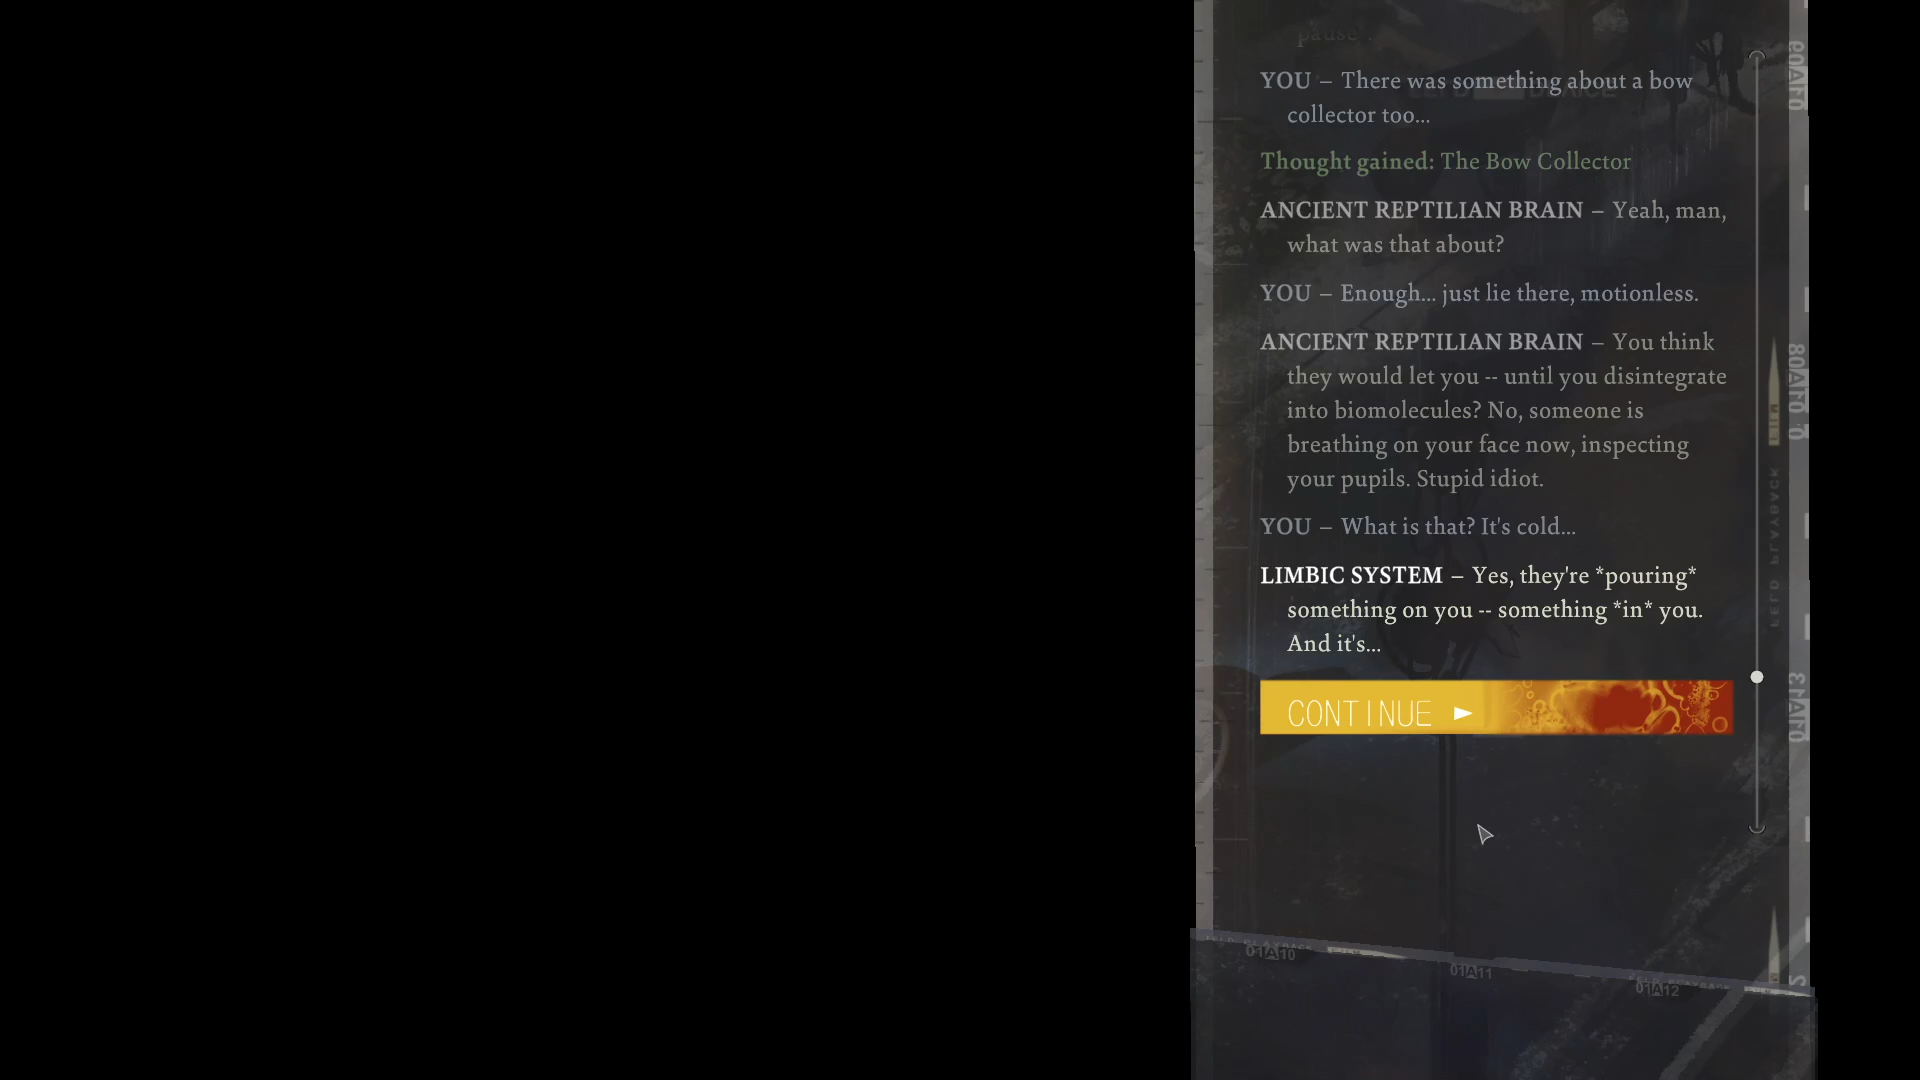 pause".
YOU – There was something about a bow
collector too...
Thought gained: The Bow Collector
ANCIENT REPTILIAN BRAIN – Yeah, man,
what was that about?
YOU – Enough... just lie there, motionless.
ANCIENT REPTILIAN BRAIN – You think
they would let you -- until you disintegrate
into biomolecules? No, someone is
breathing on your face now, inspecting
your pupils. Stupid idiot.
YOU – What is that? It's cold...
LIMBIC SYSTEM – Yes, they're *pouring*
something on you -- something *in* you.
And it's...
CONTINUE
01A10
01A11
01A12